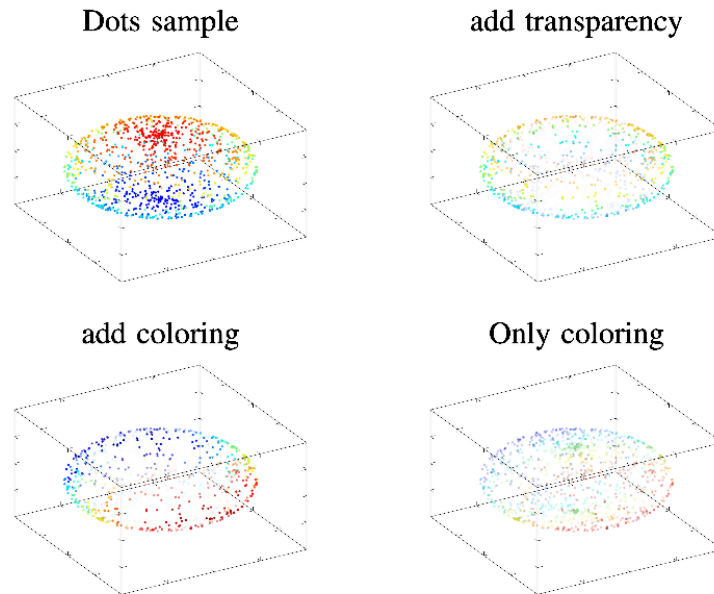 Dots sample
add transparency
add coloring
Only coloring